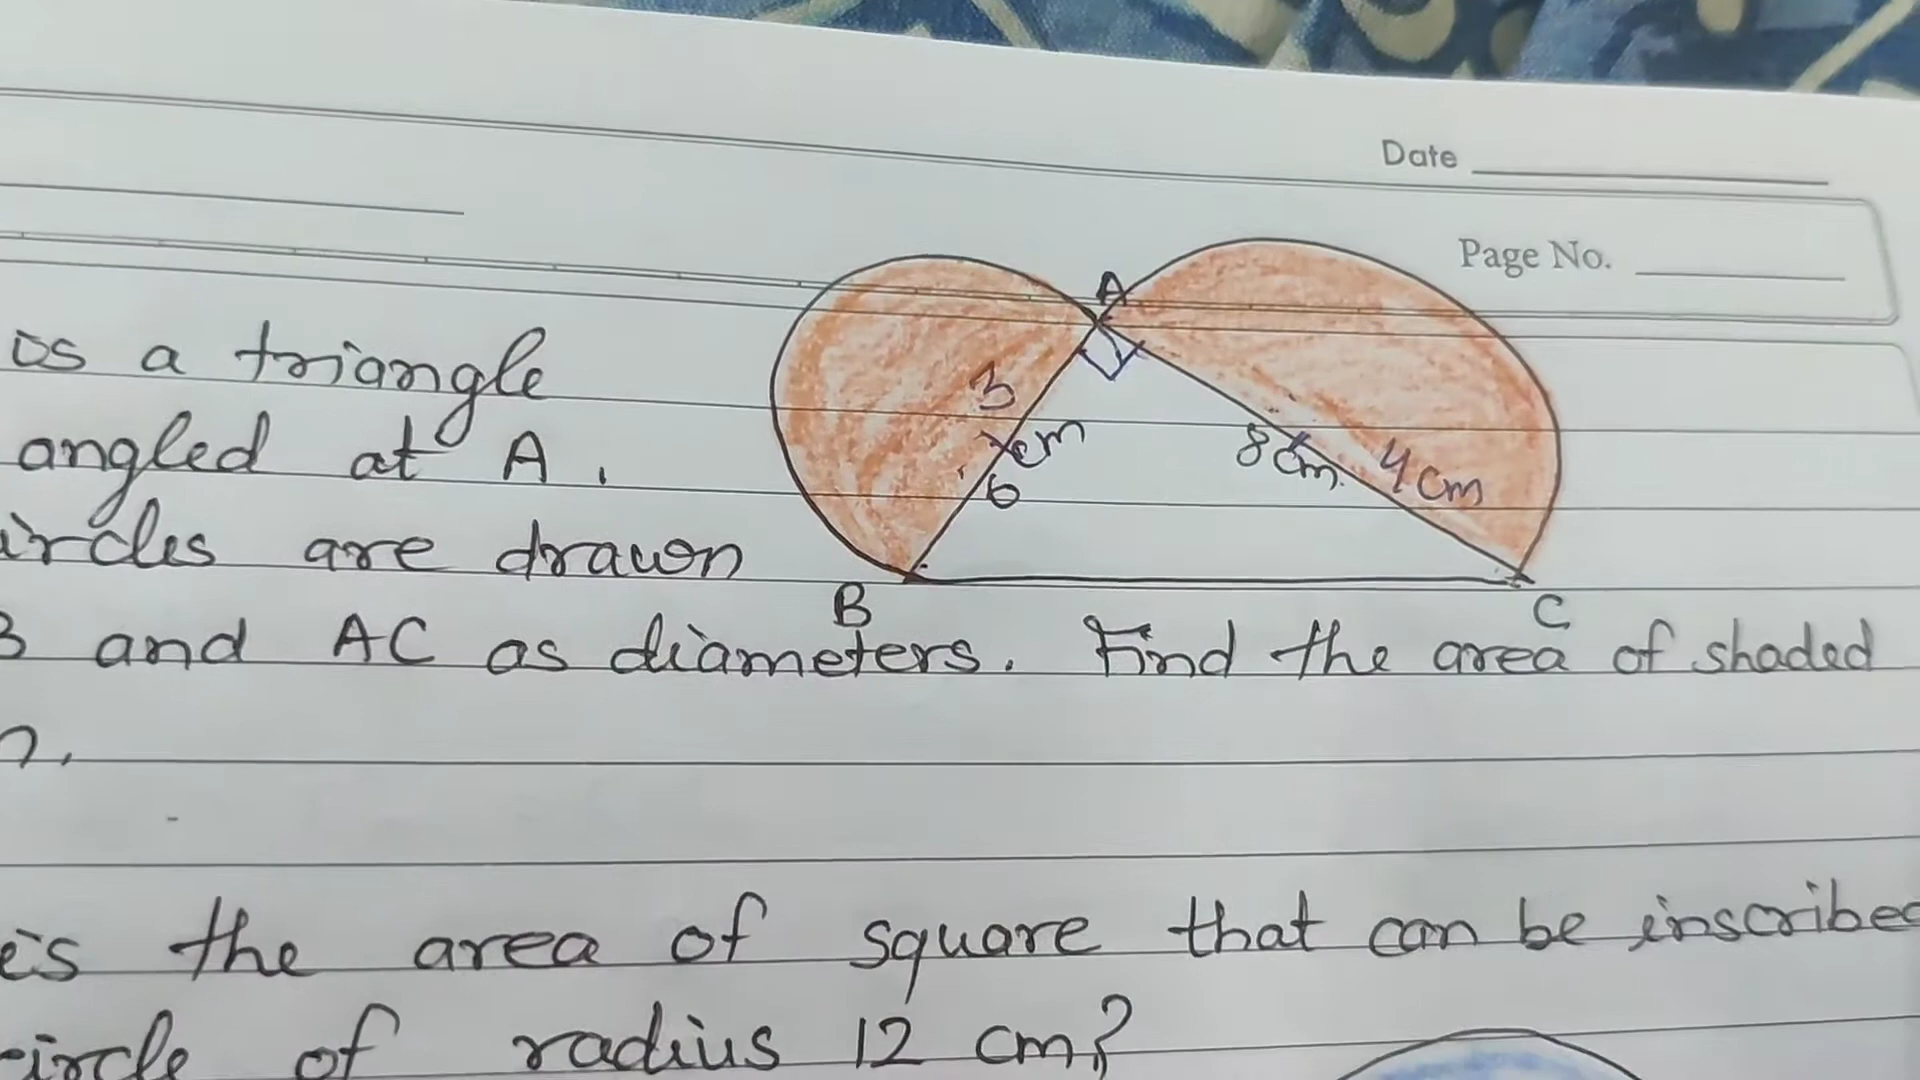 Date
Page No.
A
is a triangle
3
cm
8 cm
4 cm
angled at A.
6
ircles are drawn
B
C
B and AC as diameters. Find the area of shaded
n.
is the area of square that can be inscribed
circle of radius 12 cm?